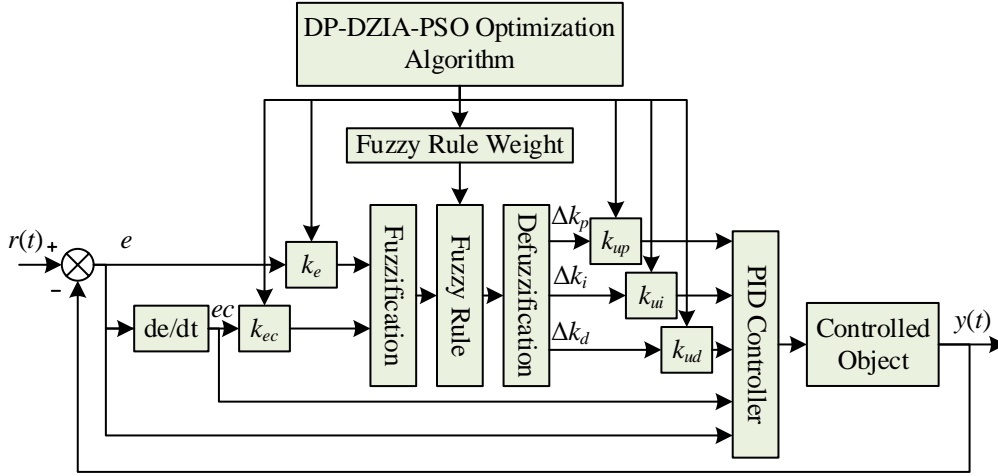 DP-DZIA-PSO Optimization
Algorithm
Fuzzy Rule Weight
r(t)
+
-
e
de/dt
ec
k_e
k_ec
Fuzzification
Fuzzy Rule
Defuzzification
Δk_p
Δk_i
Δk_d
k_up
k_ui
k_ud
PID Controller
Controlled
Object
y(t)